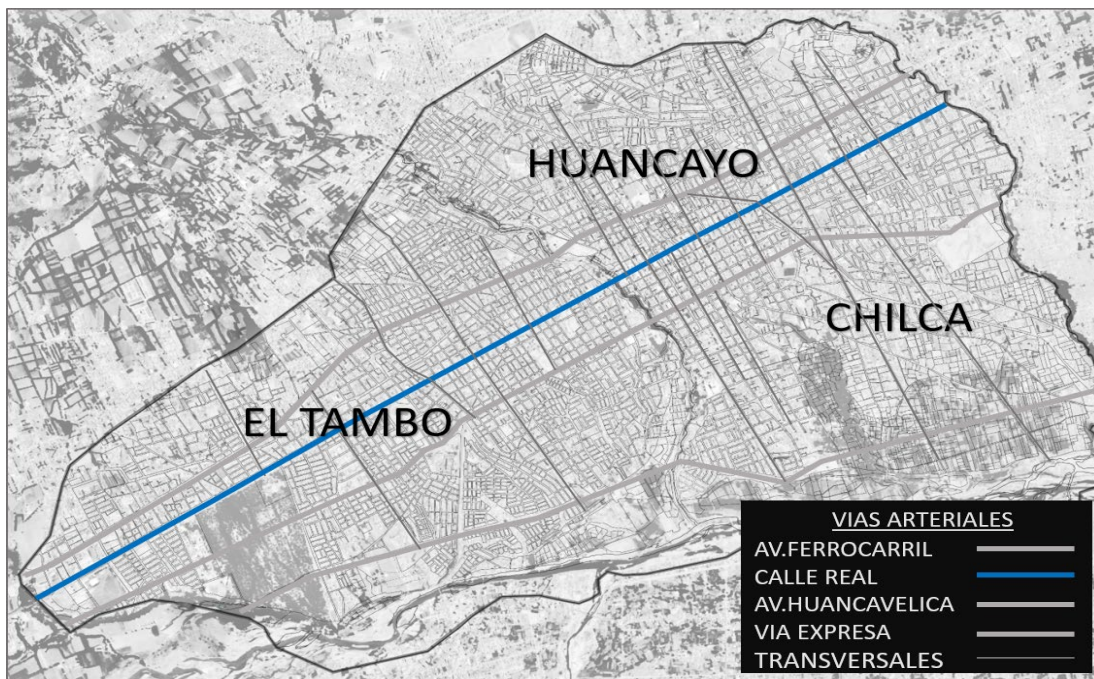 HUANCAYO
CHILCA
EL TAMBO
VIAS ARTERIALES
AV.FERROCARRIL
CALLE REAL
AV.HUANCAVELICA
VIA EXPRESA
TRANSVERSALES